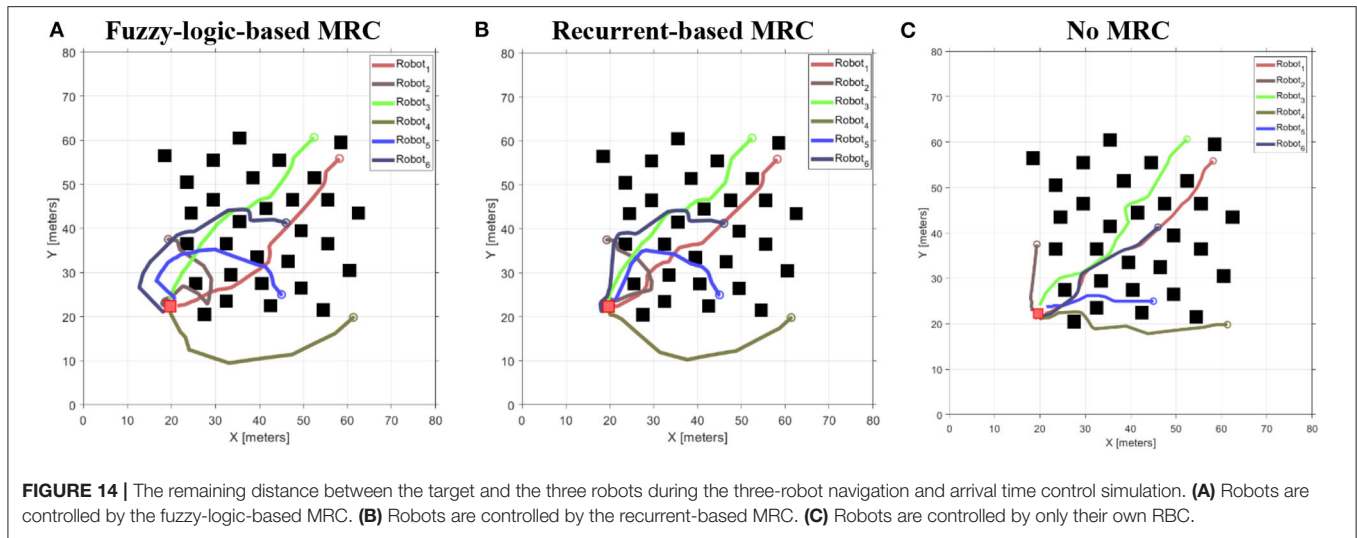 A
Fuzzy-logic-based MRC
Y [meters]
80
70
60
50
40
30
20
10
0
0 10 20 30 40 50 60 70 80
X [meters]
Robot1
Robot2
Robot3
Robot4
Robot5
Robot6
B
Recurrent-based MRC
Y [meters]
80
70
60
50
40
30
20
10
0
0 10 20 30 40 50 60 70 80
X [meters]
Robot1
Robot2
Robot3
Robot4
Robot5
Robot6
C
No MRC
Y [meters]
80
70
60
50
40
30
20
10
0
0 10 20 30 40 50 60 70 80
X [meters]
Robot1
Robot2
Robot3
Robot4
Robot5
Robot6
FIGURE 14 | The remaining distance between the target and the three robots during the three-robot navigation and arrival time control simulation. (A) Robots are
controlled by the fuzzy-logic-based MRC. (B) Robots are controlled by the recurrent-based MRC. (C) Robots are controlled by only their own RBC.